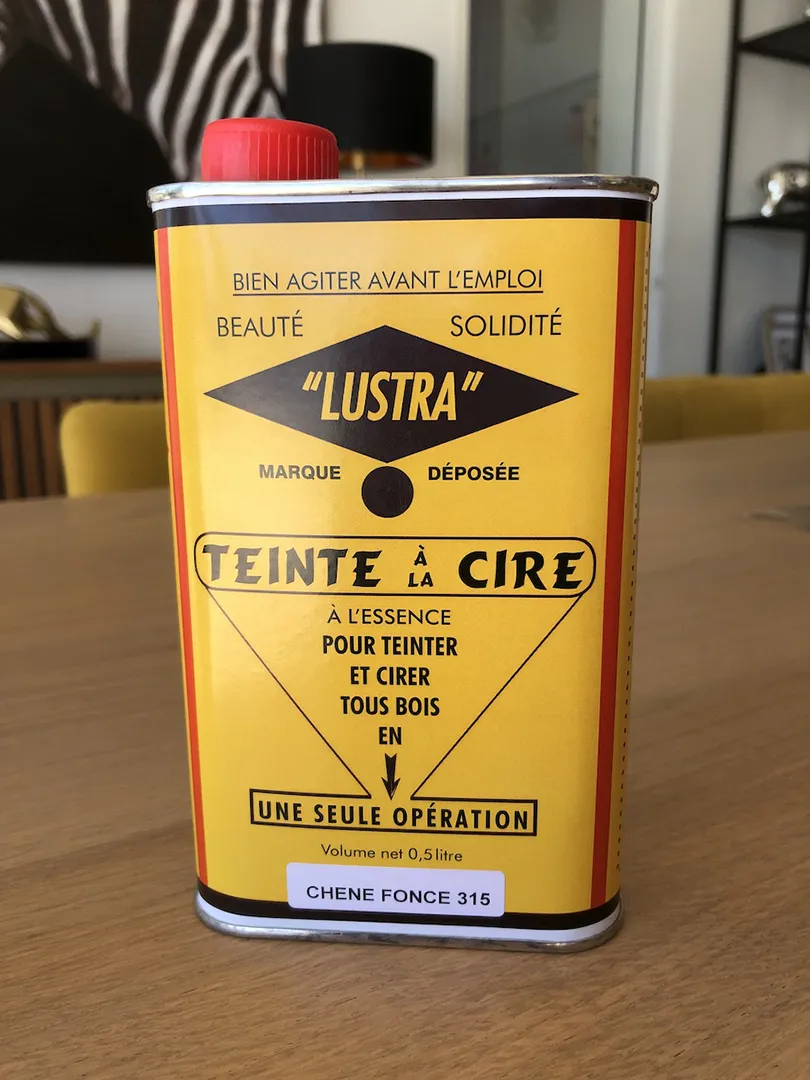 BIEN AGITER AVANT L'EMPLOI
BEAUTÉ SOLIDITÉ
"LUSTRA"
MARQUE DÉPOSÉE
TEINTE À LA CIRE
À L'ESSENCE
POUR TEINTER
ET CIRER
TOUS BOIS
EN
UNE SEULE OPÉRATION
Volume net 0,5 litre
CHENE FONCE 315